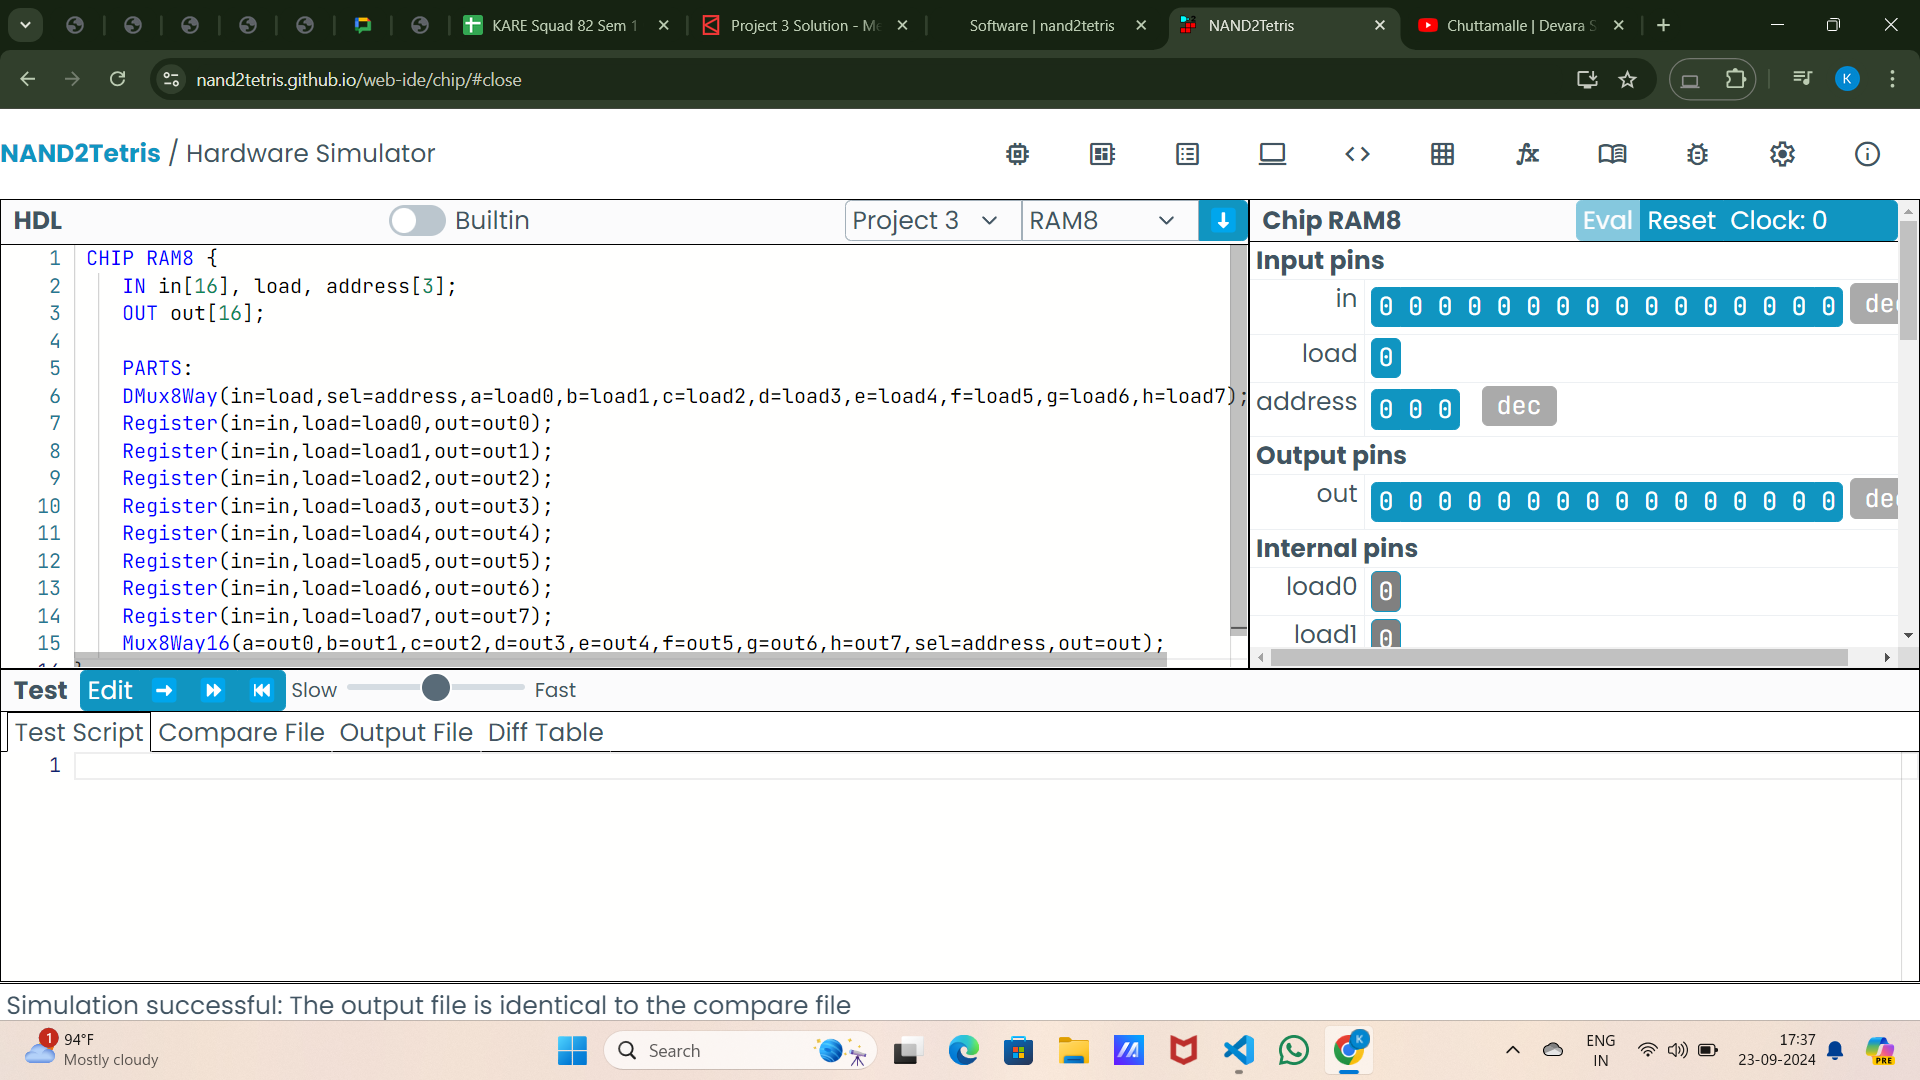 KARE Squad 82 Sem 1
Project 3 Solution - Me
Software | nand2tetris
NAND2Tetris
Chuttamalle | Devara S
nand2tetris.github.io/web-ide/chip/#close
K
NAND2Tetris / Hardware Simulator
HDL
Builtin
Project 3
RAM8
1 CHIP RAM8 {
2 IN in[16], load, address[3];
3 OUT out[16];
4
5 PARTS:
6 DMux8Way(in=load,sel=address,a=load0,b=load1,c=load2,d=load3,e=load4,f=load5,g=load6,h=load7);
7 Register(in=in,load=load0,out=out0);
8 Register(in=in,load=load1,out=out1);
9 Register(in=in,load=load2,out=out2);
10 Register(in=in,load=load3,out=out3);
11 Register(in=in,load=load4,out=out4);
12 Register(in=in,load=load5,out=out5);
13 Register(in=in,load=load6,out=out6);
14 Register(in=in,load=load7,out=out7);
15 Mux8Way16(a=out0,b=out1,c=out2,d=out3,e=out4,f=out5,g=out6,h=out7,sel=address,out=out);
Chip RAM8
Eval Reset Clock: 0
Input pins
in 0 0 0 0 0 0 0 0 0 0 0 0 0 0 0 0 dec
load 0
address 0 0 0 dec
Output pins
out 0 0 0 0 0 0 0 0 0 0 0 0 0 0 0 0 dec
Internal pins
load0 0
load1 0
Test Edit Slow Fast
Test Script Compare File Output File Diff Table
1
Simulation successful: The output file is identical to the compare file
1
94°F
Mostly cloudy
Search
K
ENG
IN
17:37
23-09-2024
PRE